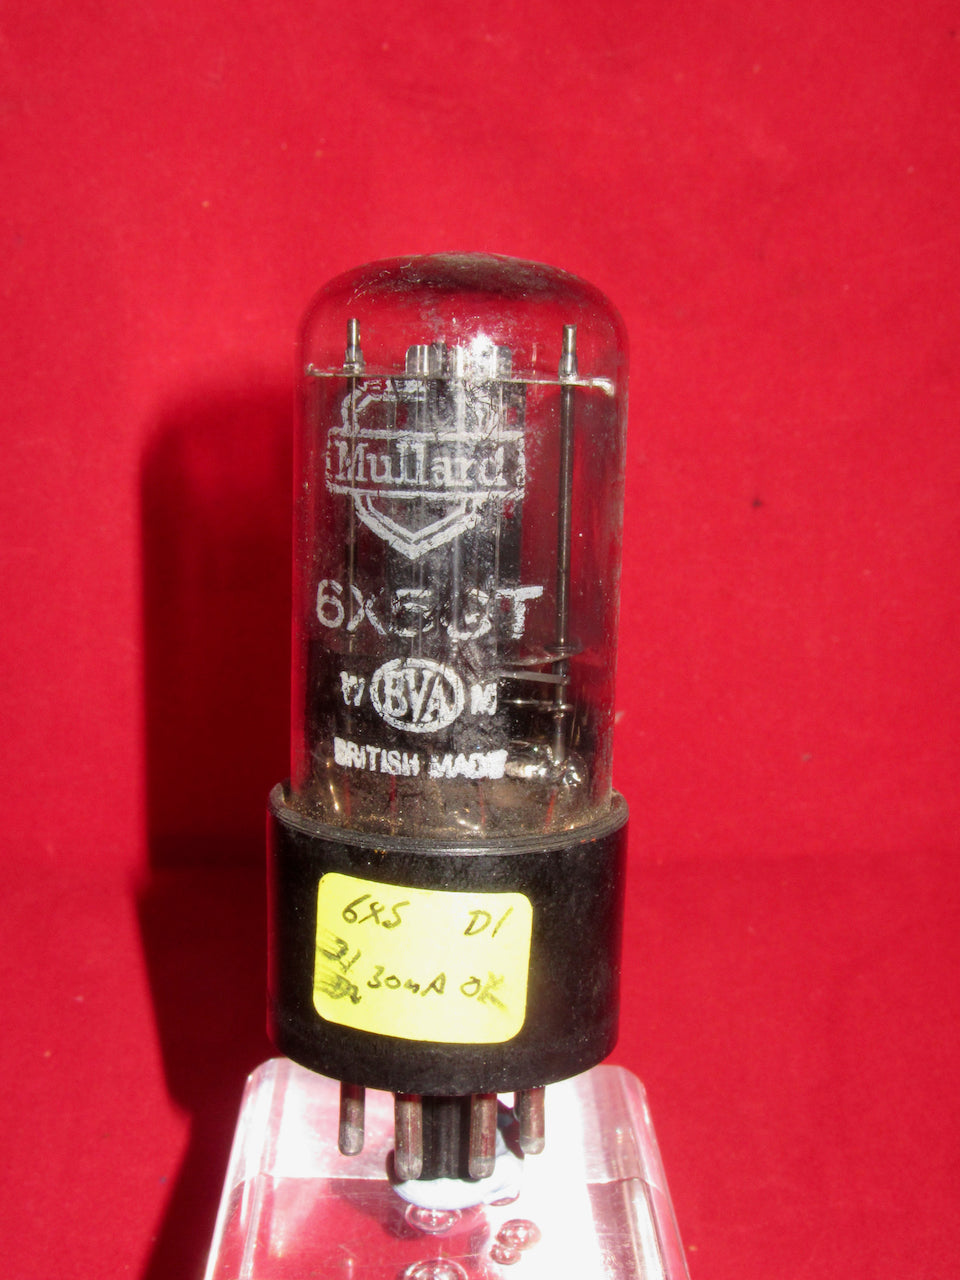 Mullard
6X5GT
W BVA M
BRITISH MADE
6X5 D1
30mA OK